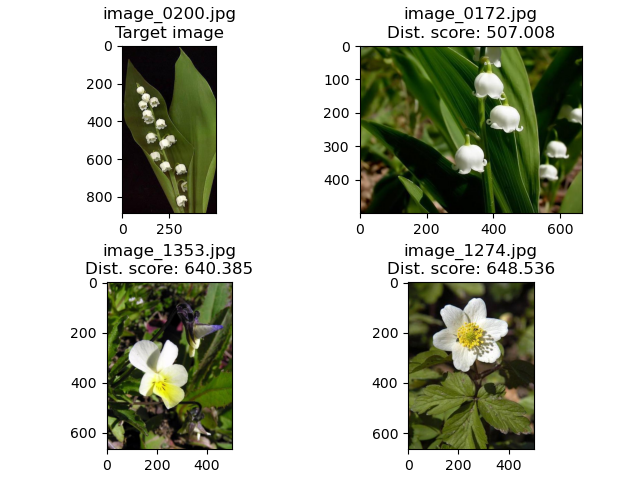 image_0200.jpg
Target image
0
200
400
600
800
0 250
image_0172.jpg
Dist. score: 507.008
0
100
200
300
400
0 200 400 600
image_1353.jpg
Dist. score: 640.385
0
200
400
600
0 200 400
image_1274.jpg
Dist. score: 648.536
0
200
400
600
0 200 400